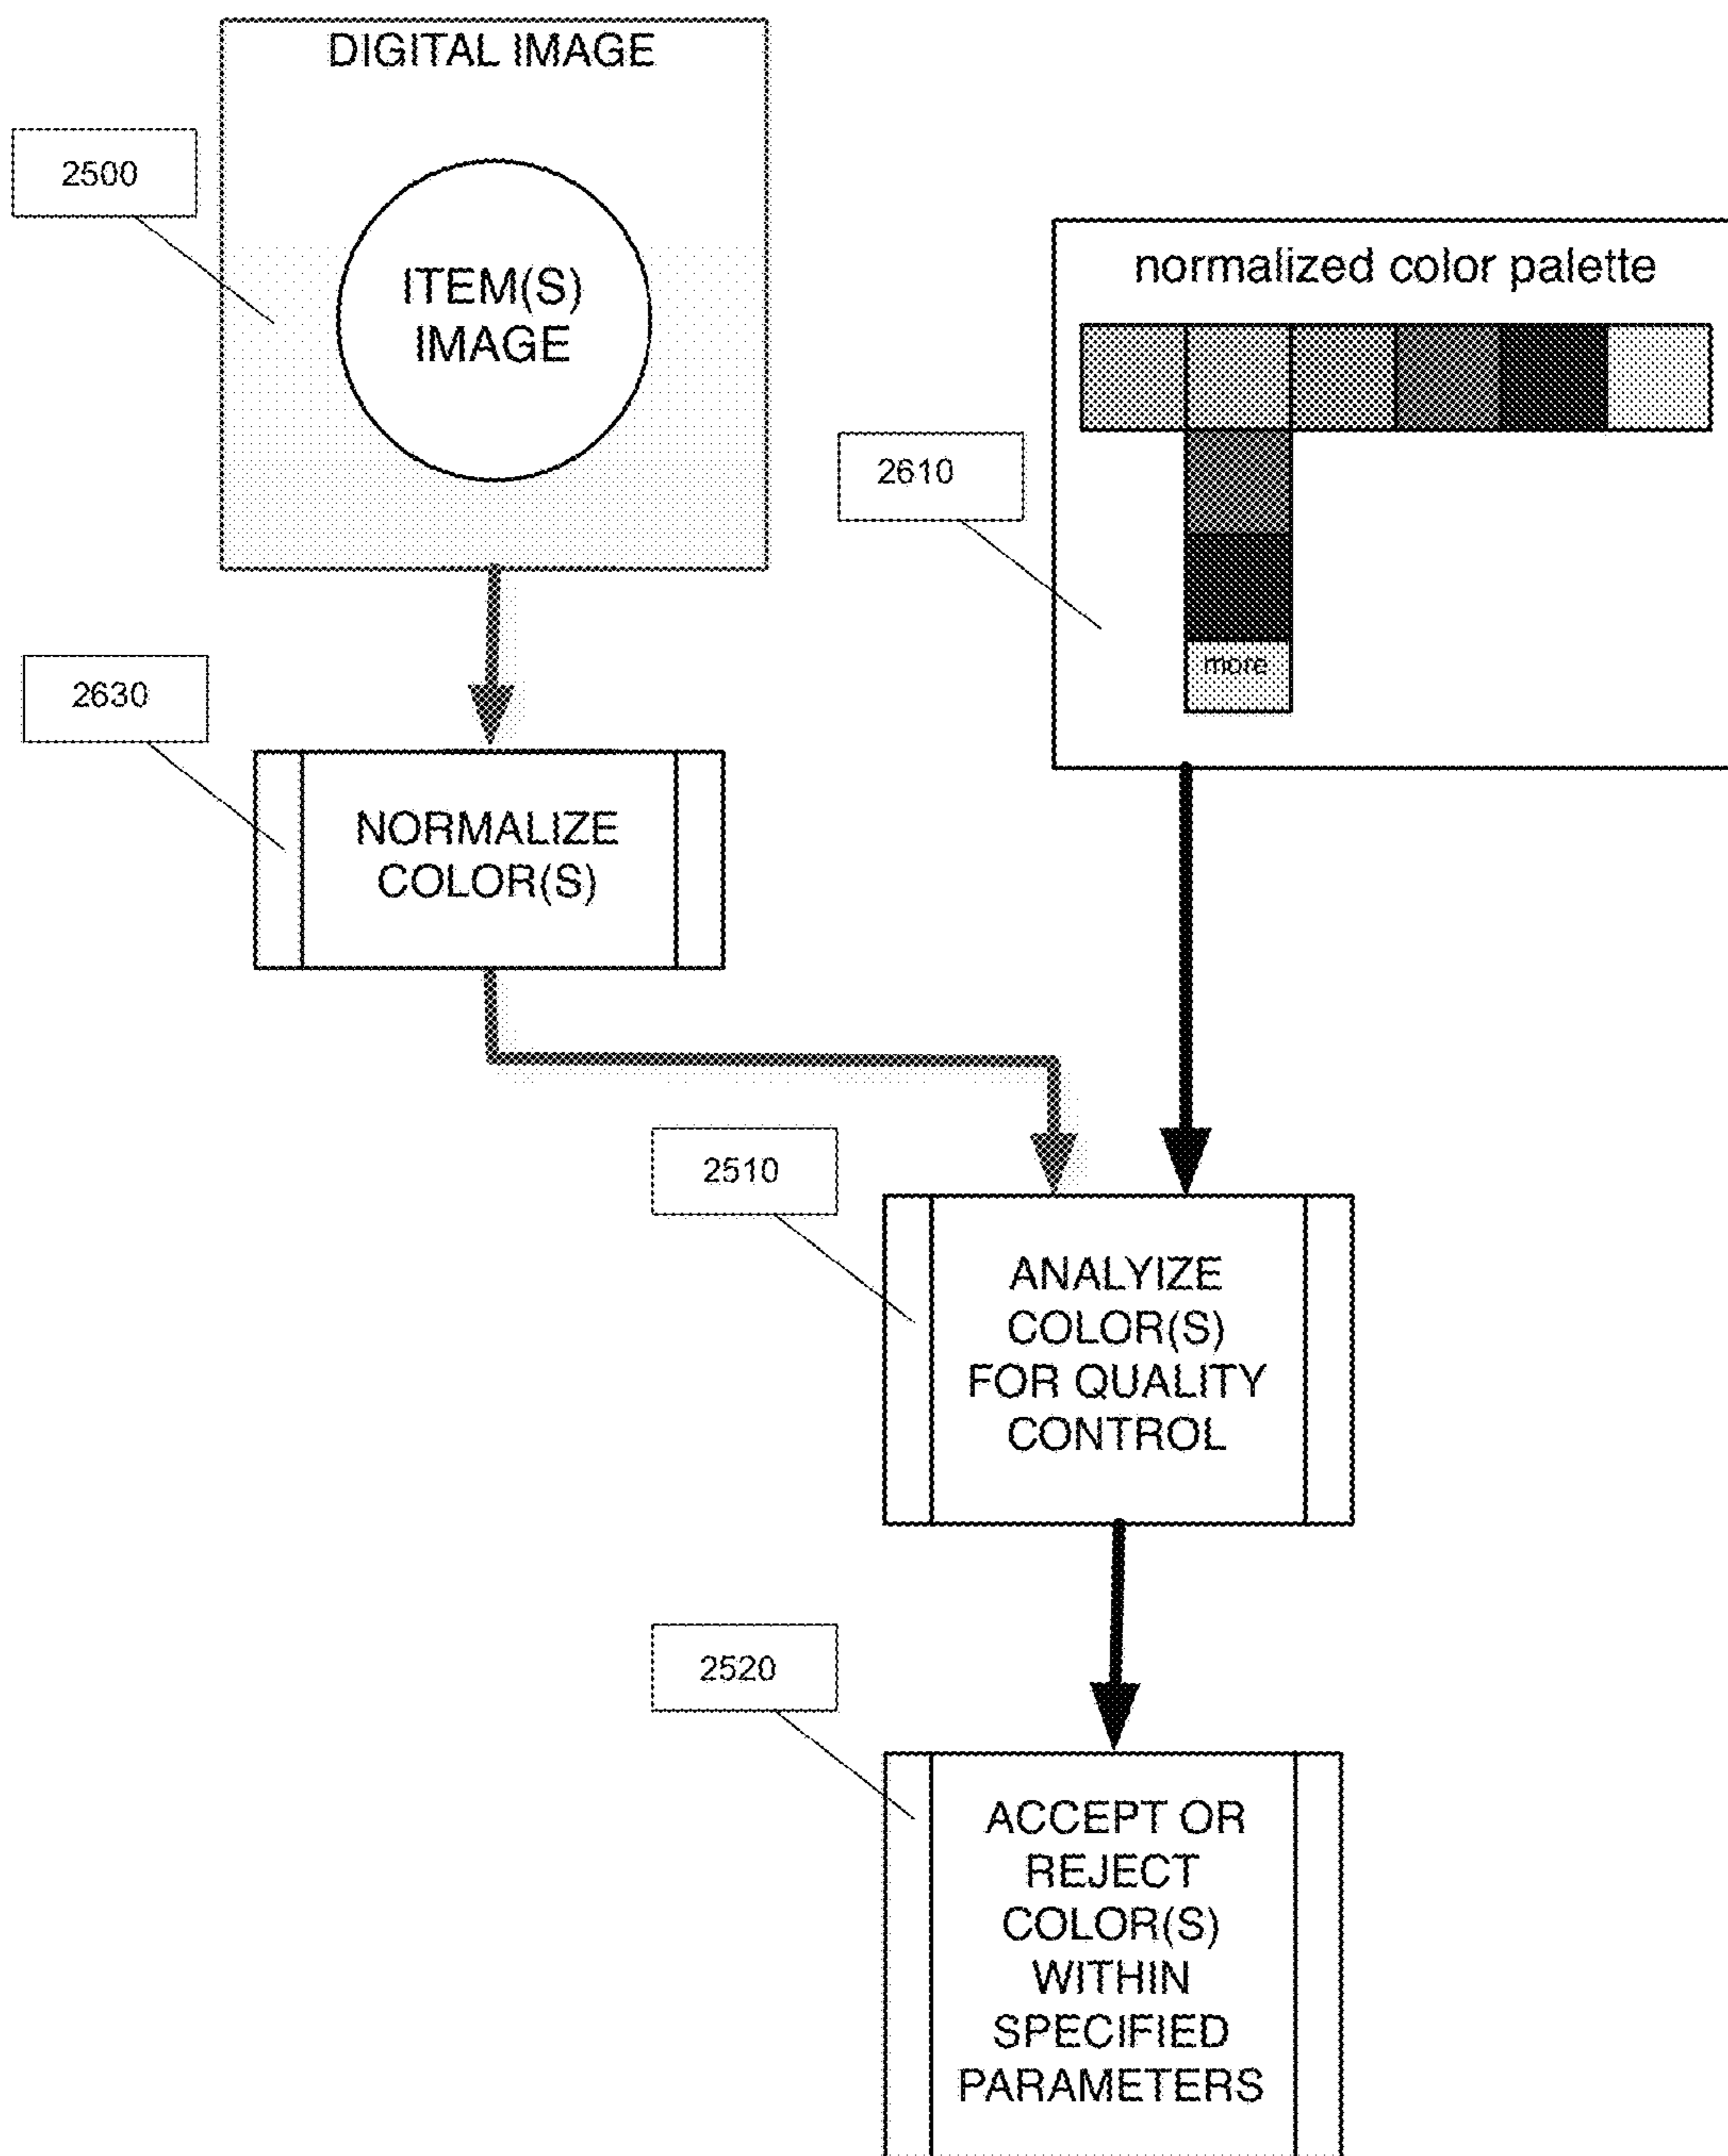 DIGITAL IMAGE
2500
ITEM(S)
IMAGE
normalized color palette
2610
more
2630
NORMALIZE
COLOR(S)
2510
ANALYIZE
COLOR(S)
FOR QUALITY
CONTROL
2520
ACCEPT OR
REJECT
COLOR(S)
WITHIN
SPECIFIED
PARAMETERS